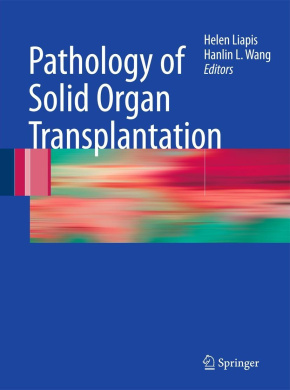 Helen Liapis
Hanlin L. Wang
Editors
Pathology of
Solid Organ
Transplantation
Springer